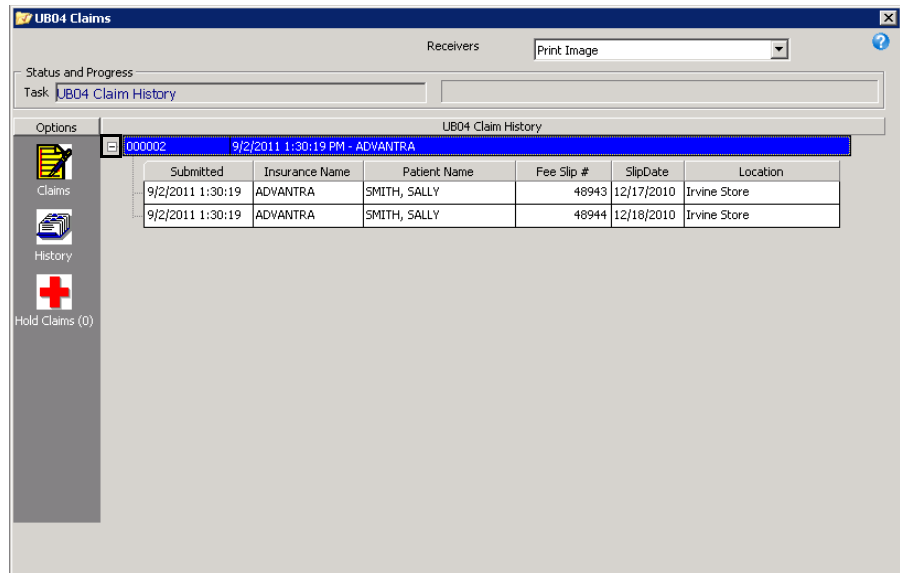 UB04 Claims
Receivers Print Image
Status and Progress
Task UB04 Claim History
Options UB04 Claim History
000002 9/2/2011 1:30:19 PM - ADVANTRA
Submitted Insurance Name Patient Name Fee Slip # SlipDate Location
9/2/2011 1:30:19 ADVANTRA SMITH, SALLY 48943 12/17/2010 Irvine Store
9/2/2011 1:30:19 ADVANTRA SMITH, SALLY 48944 12/18/2010 Irvine Store
Claims
History
Hold Claims (0)